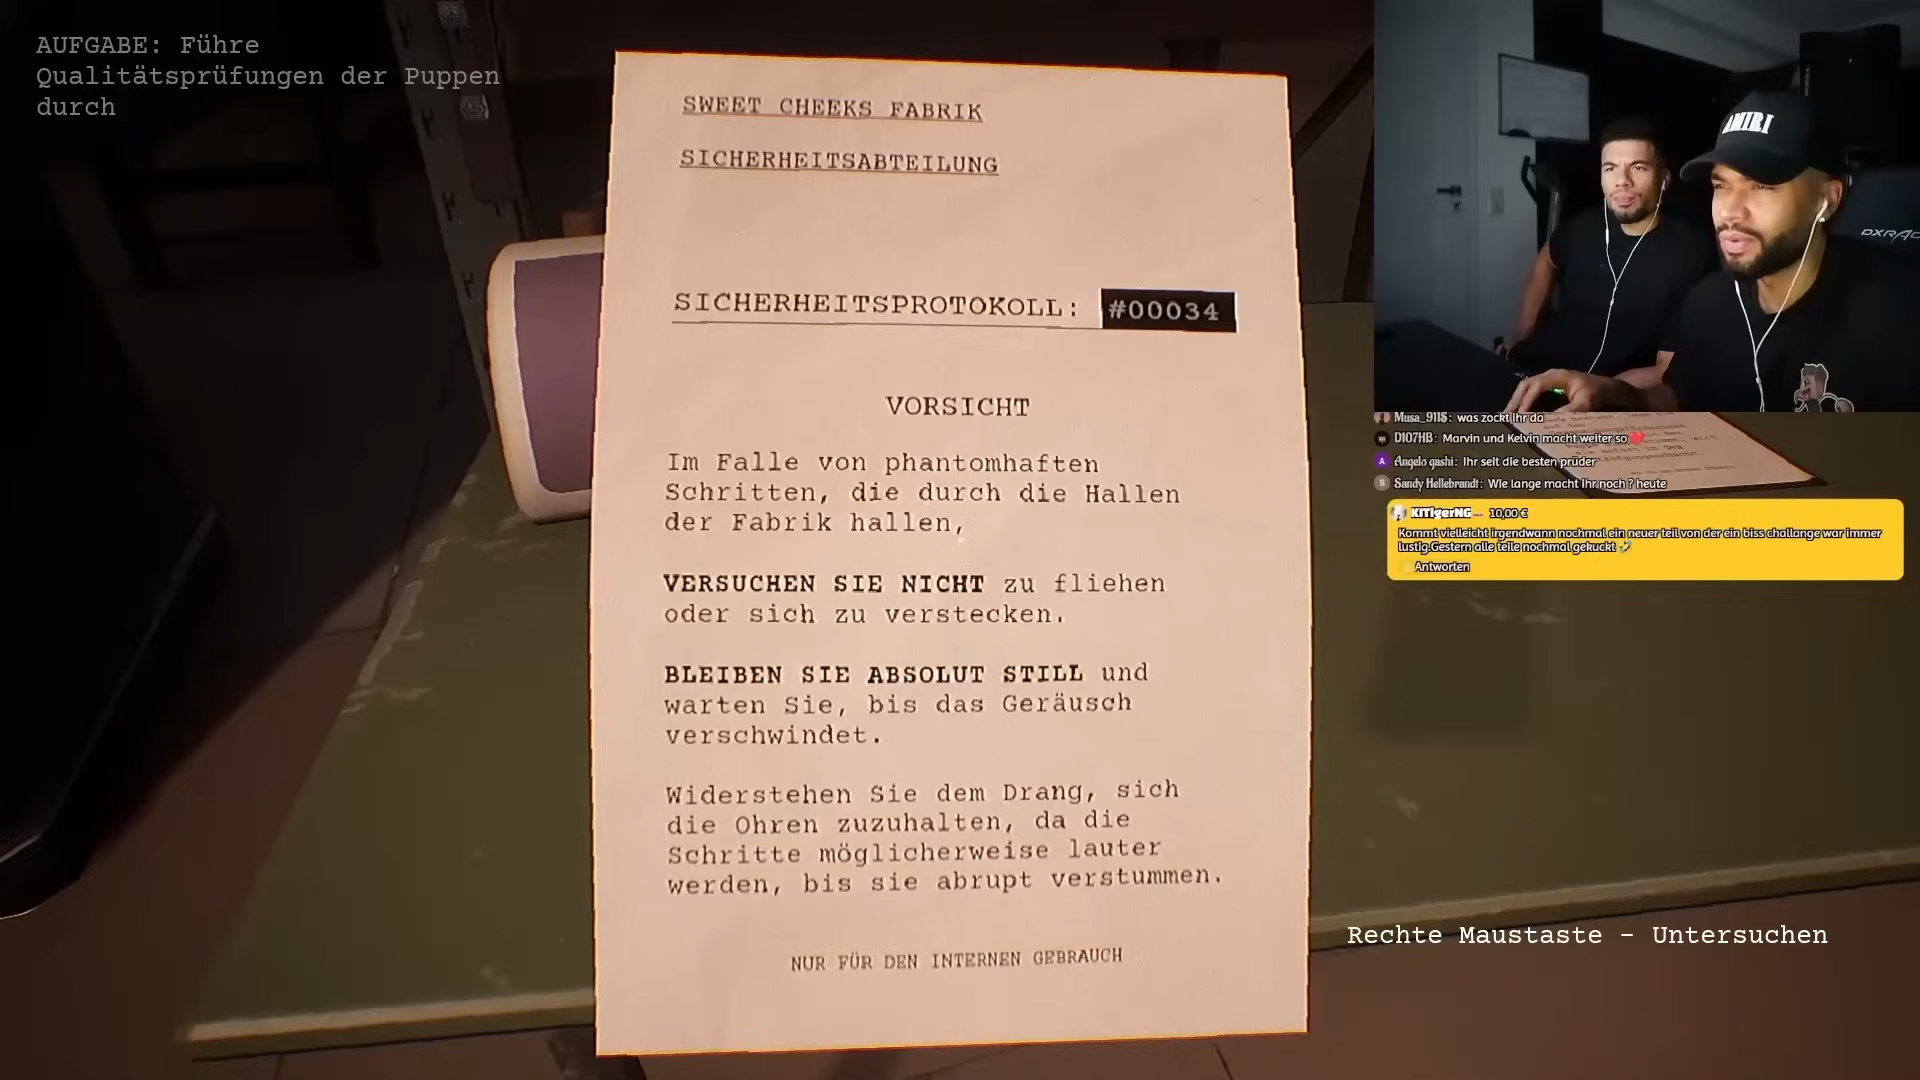 AUFGABE: Führe
Qualitätsprüfungen der Puppen
durch
SWEET CHEEKS FABRIK
SICHERHEITSABTEILUNG
SICHERHEITSPROTOKOLL: #00034
VORSICHT
Im Falle von phantomhaften
Schritten, die durch die Hallen
der Fabrik hallen,
VERSUCHEN SIE NICHT zu fliehen
oder sich zu verstecken.
BLEIBEN SIE ABSOLUT STILL und
warten Sie, bis das Geräusch
verschwindet.
Widerstehen Sie dem Drang, sich
die Ohren zuzuhalten, da die
Schritte möglicherweise lauter
werden, bis sie abrupt verstummen.
NUR FÜR DEN INTERNEN GEBRAUCH
AMIRI
DXRAC
Musa_911$: was zockt ihr da
D107HB: Marvin und Kelvin macht weiter so❤️
Angelo gashi: Ihr seit die besten prüder
Sandy Hellebrandt: Wie lange macht ihr noch ? heute
KITigerNG 10,00 €
Kommt vielleicht irgendwann nochmal ein neuer teil von der ein biss challange war immer
lustig.Gestern alle teile nochmal gekuckt 🤣
Antworten
Rechte Maustaste - Untersuchen